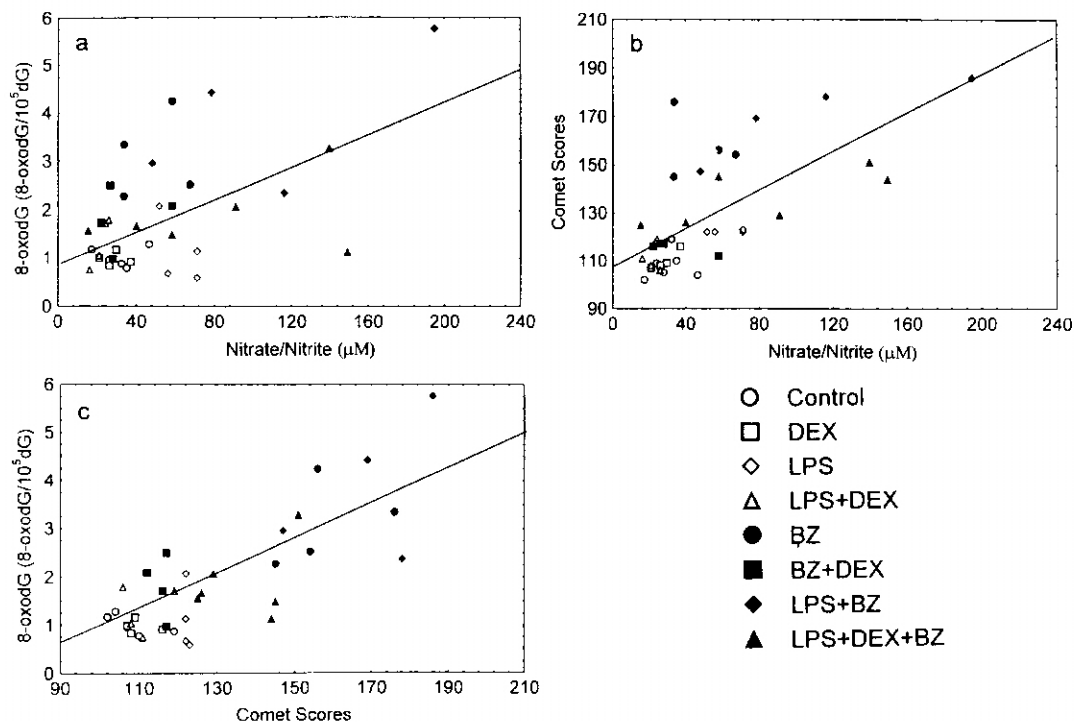 a
8-oxodG (8-oxodG/10⁵dG)
6
5
4
3
2
1
0
0 40 80 120 160 200 240
Nitrate/Nitrite (μM)
b
Comet Scores
210
190
170
150
130
110
90
0 40 80 120 160 200 240
Nitrate/Nitrite (μM)
c
8-oxodG (8-oxodG/10⁵dG)
6
5
4
3
2
1
0
90 110 130 150 170 190 210
Comet Scores
Control
DEX
LPS
LPS+DEX
BZ
BZ+DEX
LPS+BZ
LPS+DEX+BZ